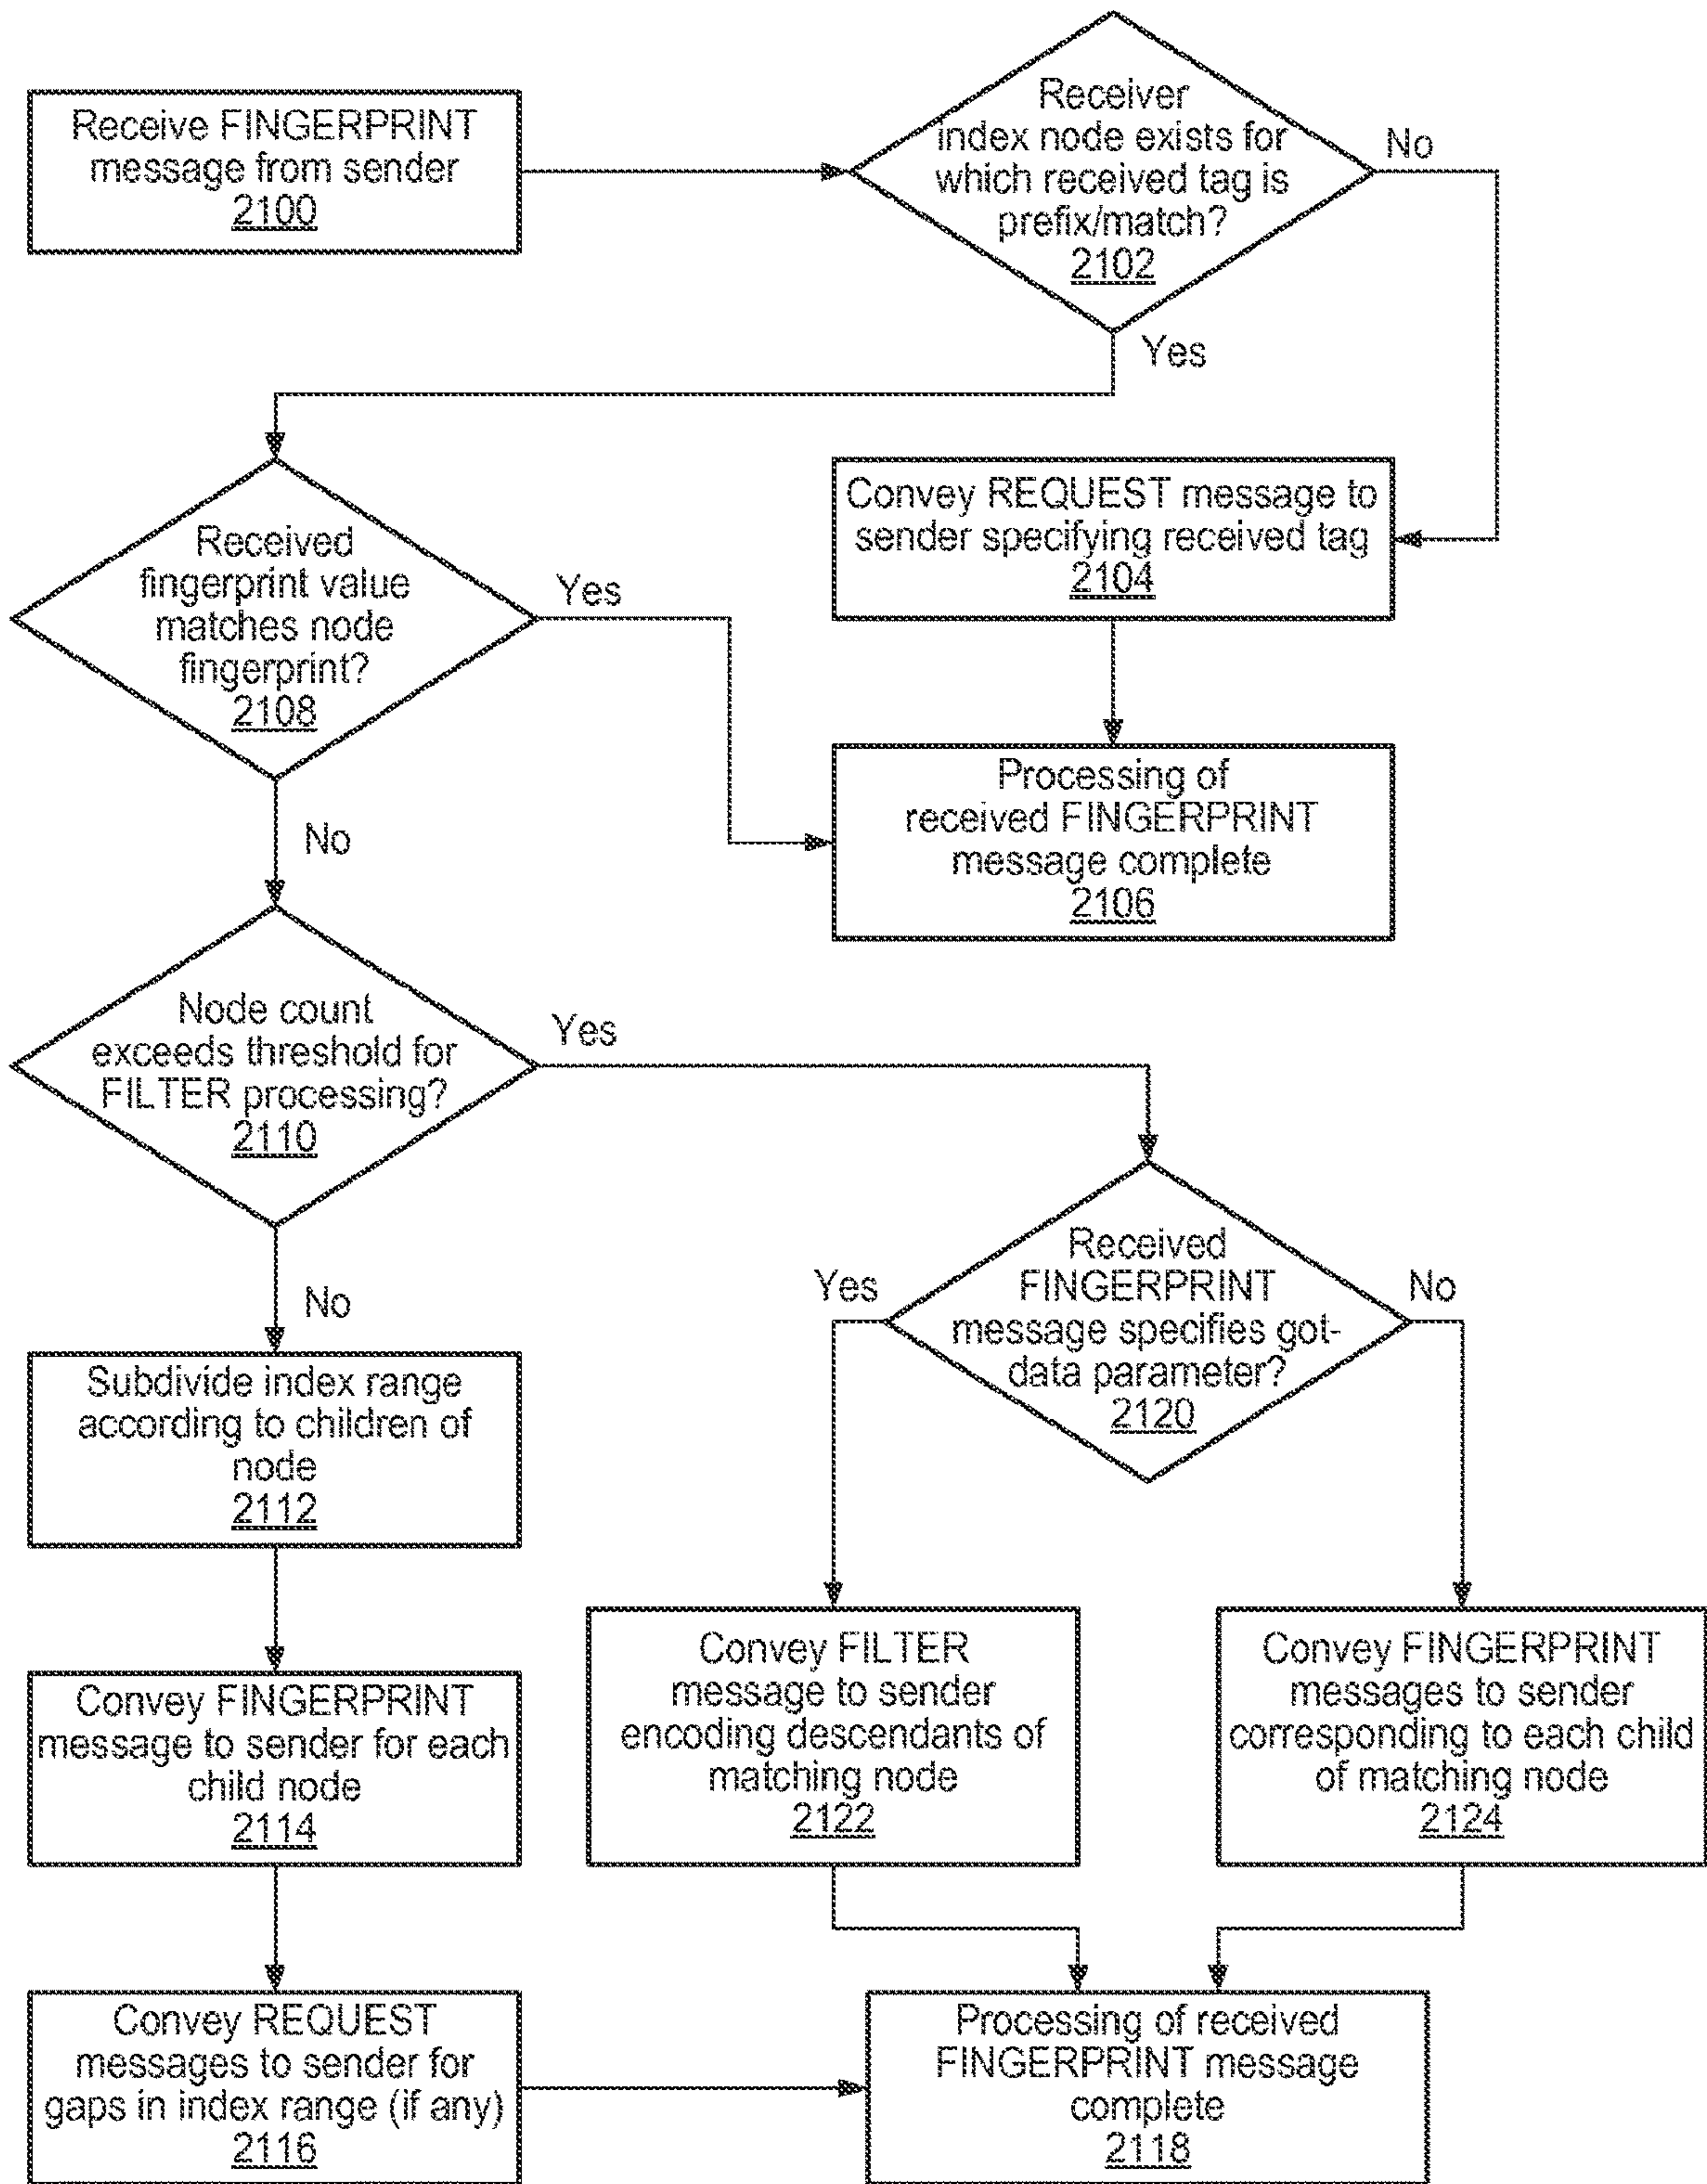 Receive FINGERPRINT
message from sender
2100
Receiver
index node exists for
which received tag is
prefix/match?
2102
No
Yes
Convey REQUEST message to
sender specifying received tag
2104
Received
fingerprint value
matches node
fingerprint?
2108
Yes
No
Processing of
received FINGERPRINT
message complete
2106
Node count
exceeds threshold for
FILTER processing?
2110
Yes
No
Received
FINGERPRINT
message specifies got-
data parameter?
2120
Yes
No
Subdivide index range
according to children of
node
2112
Convey FINGERPRINT
message to sender for each
child node
2114
Convey FILTER
message to sender
encoding descendants of
matching node
2122
Convey FINGERPRINT
messages to sender
corresponding to each child
of matching node
2124
Convey REQUEST
messages to sender for
gaps in index range (if any)
2116
Processing of received
FINGERPRINT message
complete
2118